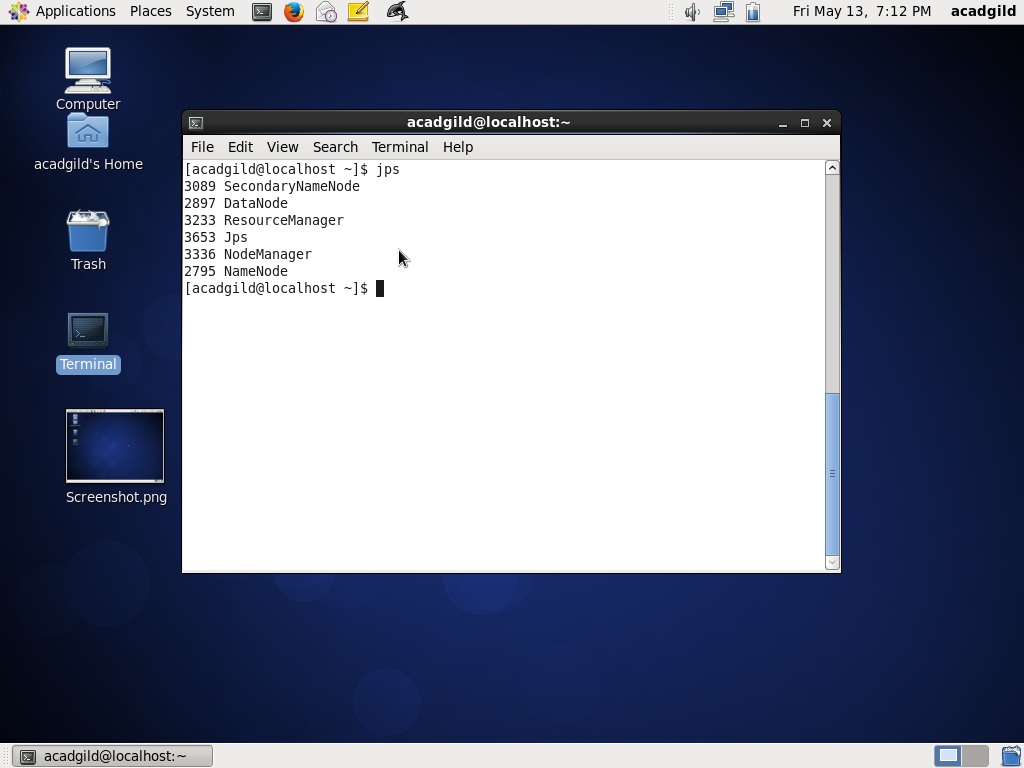 Applications Places System Fri May 13, 7:12 PM acadgild
Computer
acadgild's Home
Trash
Terminal
Screenshot.png
acadgild@localhost:~
File Edit View Search Terminal Help
[acadgild@localhost ~]$ jps
3089 SecondaryNameNode
2897 DataNode
3233 ResourceManager
3653 Jps
3336 NodeManager
2795 NameNode
[acadgild@localhost ~]$
acadgild@localhost:~